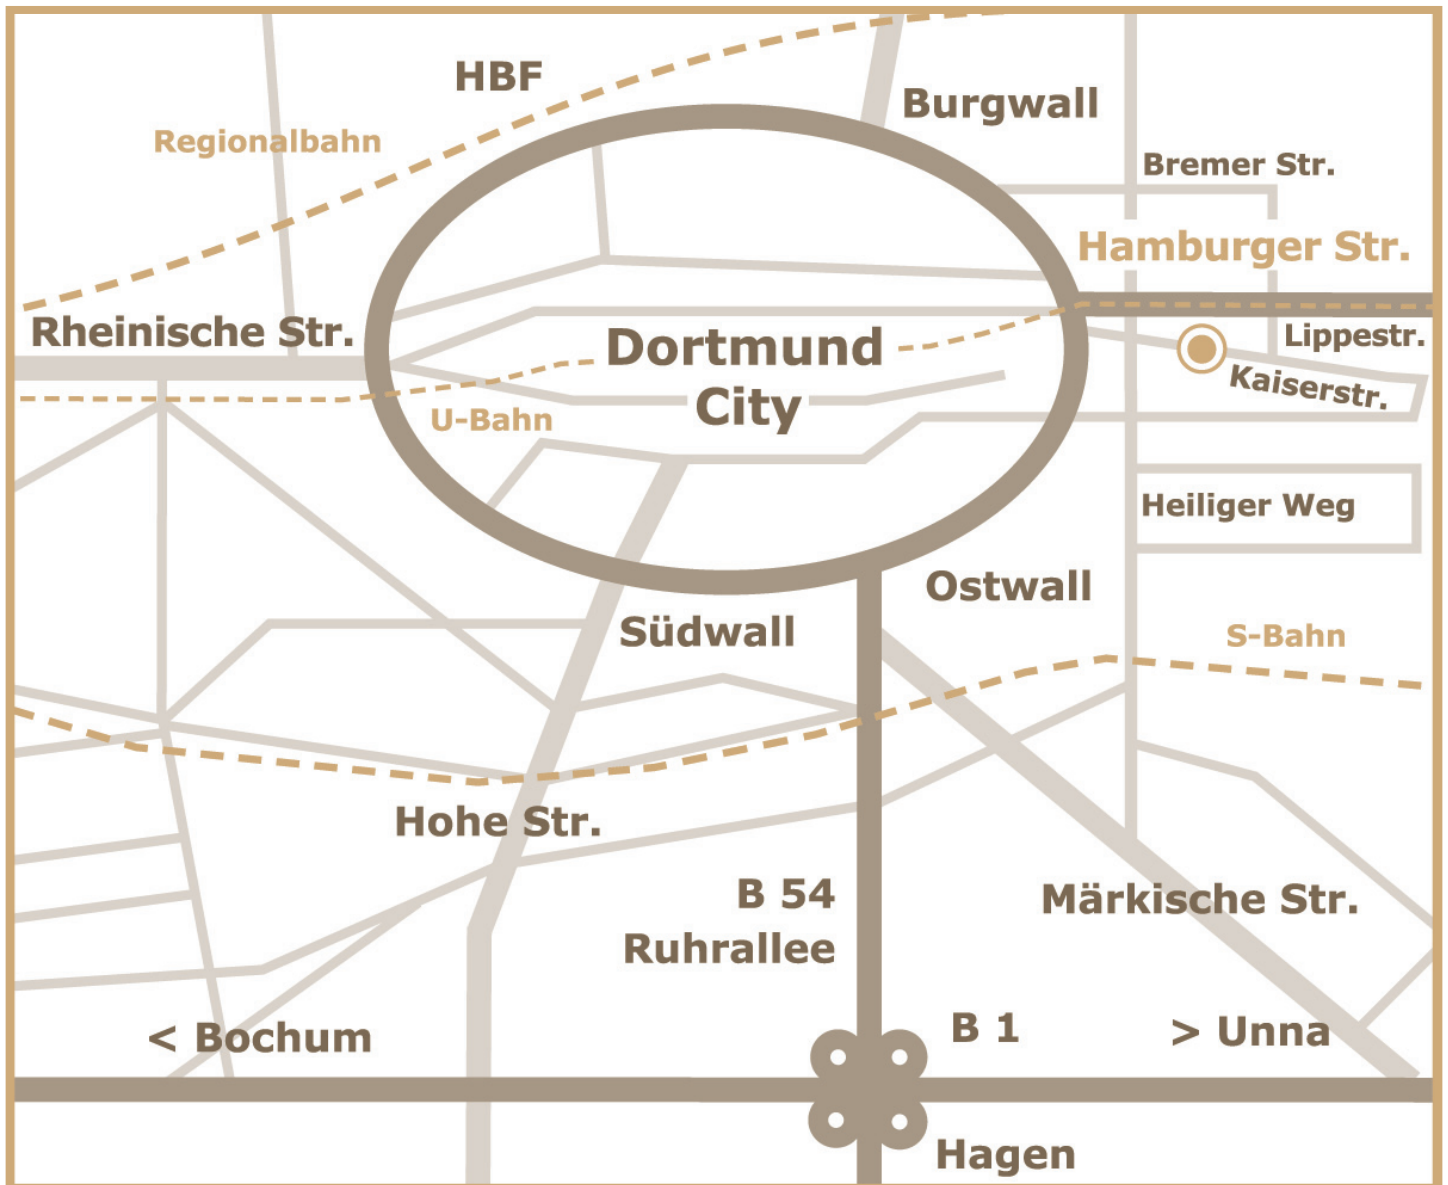 HBF
Burgwall
Regionalbahn
Bremer Str.
Hamburger Str.
Rheinische Str.
Dortmund
City
Lippestr.
Kaiserstr.
U-Bahn
Heiliger Weg
Ostwall
Südwall
S-Bahn
Hohe Str.
B 54
Ruhrallee
Märkische Str.
< Bochum
B 1
> Unna
Hagen